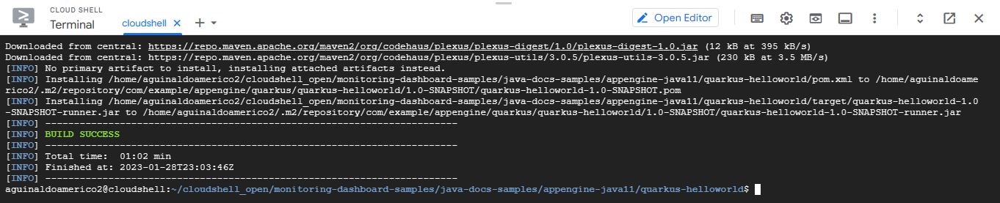 CLOUD SHELL
Terminal
cloudshell
Open Editor
Downloaded from central: https://repo.maven.apache.org/maven2/org/codehaus/plexus/plexus-digest/1.0/plexus-digest-1.0.jar (12 kB at 395 kB/s)
Downloaded from central: https://repo.maven.apache.org/maven2/org/codehaus/plexus/plexus-utils/3.0.5/plexus-utils-3.0.5.jar (230 kB at 3.5 MB/s)
[INFO] No primary artifact to install, installing attached artifacts instead.
[INFO] Installing /home/aguinaldoamerico2/cloudshell_open/monitoring-dashboard-samples/java-docs-samples/appengine-java11/quarkus-helloworld/pom.xml to /home/aguinaldoame
rico2/.m2/repository/com/example/appengine/quarkus/quarkus-helloworld/1.0-SNAPSHOT/quarkus-helloworld-1.0-SNAPSHOT.pom
[INFO] Installing /home/aguinaldoamerico2/cloudshell_open/monitoring-dashboard-samples/java-docs-samples/appengine-java11/quarkus-helloworld/target/quarkus-helloworld-1.0
-SNAPSHOT-runner.jar to /home/aguinaldoamerico2/.m2/repository/com/example/appengine/quarkus/quarkus-helloworld/1.0-SNAPSHOT/quarkus-helloworld-1.0-SNAPSHOT-runner.jar
[INFO] ------------------------------------------------------------------------
[INFO] BUILD SUCCESS
[INFO] ------------------------------------------------------------------------
[INFO] Total time:  01:02 min
[INFO] Finished at: 2023-01-28T23:03:46Z
[INFO] ------------------------------------------------------------------------
aguinaldoamerico2@cloudshell:~/cloudshell_open/monitoring-dashboard-samples/java-docs-samples/appengine-java11/quarkus-helloworld$